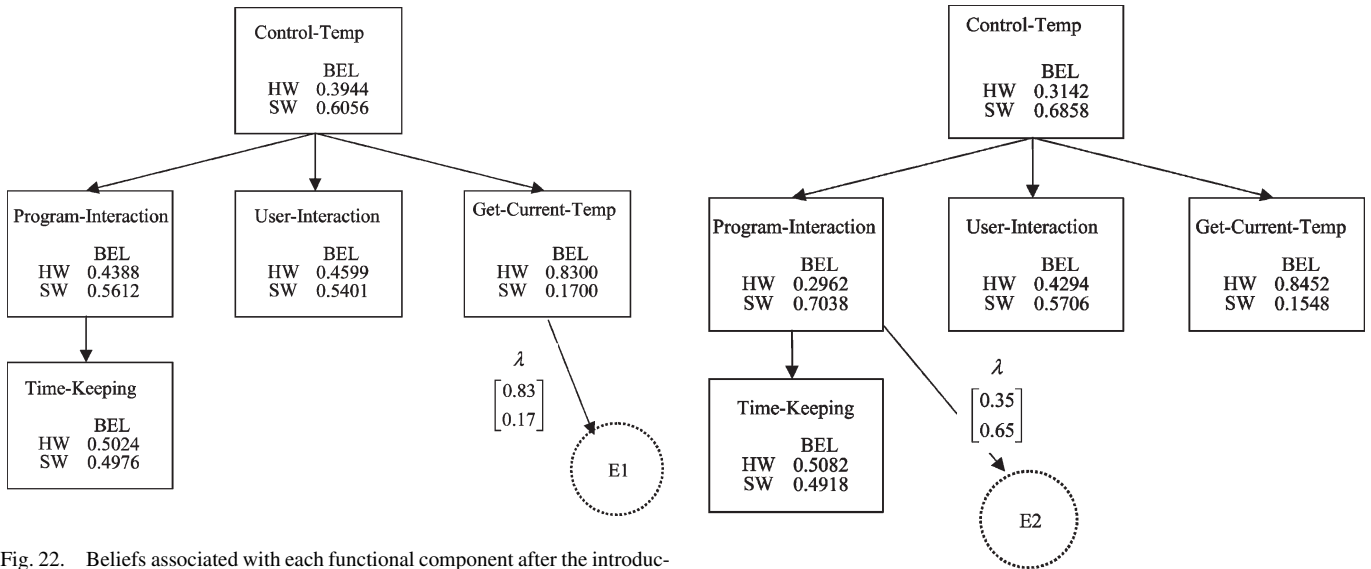 Control-Temp
BEL
HW 0.3944
SW 0.6056
Program-Interaction
BEL
HW 0.4388
SW 0.5612
User-Interaction
BEL
HW 0.4599
SW 0.5401
Get-Current-Temp
BEL
HW 0.8300
SW 0.1700
Time-Keeping
BEL
HW 0.5024
SW 0.4976
λ
0.83
0.17
E1
Fig. 22. Beliefs associated with each functional component after the introduc-
Control-Temp
BEL
HW 0.3142
SW 0.6858
Program-Interaction
BEL
HW 0.2962
SW 0.7038
User-Interaction
BEL
HW 0.4294
SW 0.5706
Get-Current-Temp
BEL
HW 0.8452
SW 0.1548
Time-Keeping
BEL
HW 0.5082
SW 0.4918
λ
0.35
0.65
E2